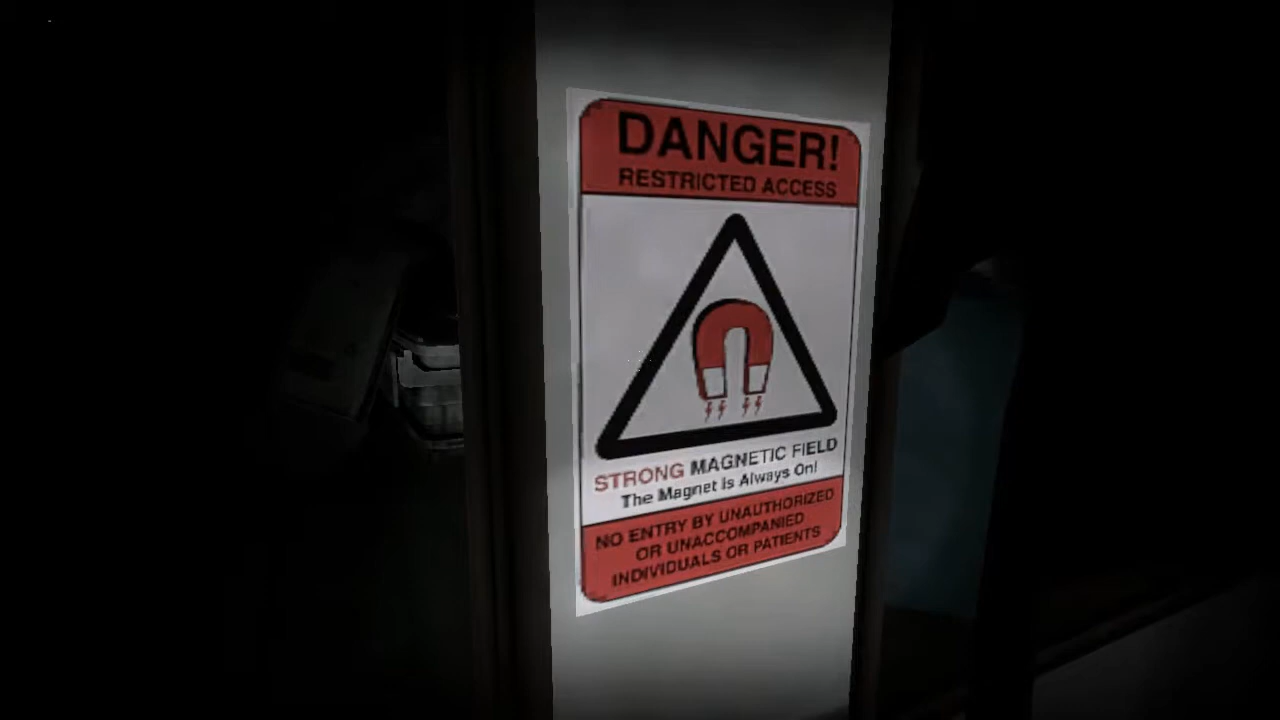 DANGER!
RESTRICTED ACCESS
STRONG MAGNETIC FIELD
The Magnet is Always On!
NO ENTRY BY UNAUTHORIZED
OR UNACCOMPANIED
INDIVIDUALS OR PATIENTS